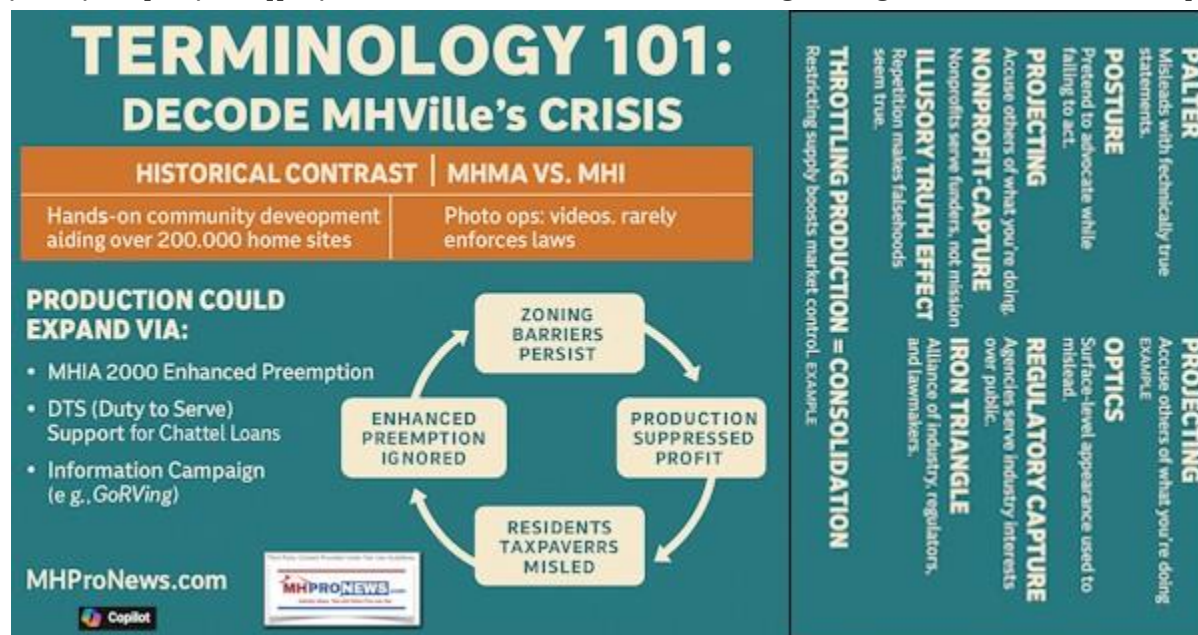 TERMINOLOGY 101:
DECODE MHVille's CRISIS
HISTORICAL CONTRAST | MHMA VS. MHI
Hands-on community deveopment
aiding over 200.000 home sites
Photo ops: videos. rarely
enforces laws
PRODUCTION COULD
EXPAND VIA:
• MHIA 2000 Enhanced Preemption
• DTS (Duty to Serve)
Support for Chattel Loans
• Information Campaign
(e g., GoRVing)
ZONING
BARRIERS
PERSIST
PRODUCTION
SUPPRESSED
PROFIT
RESIDENTS
TAXPAVERRS
MISLED
ENHANCED
PREEMPTION
IGNORED
MHProNews.com
MHPRONEWS.com
Copilot
PALTER
Misleads with fechnically true
statements.
POSTURE
Pretend to advocate while
failing to act.
PROJECTING
Accuse others of what you're doing.
NONPROFIT-CAPTURE
Nonprofits serve funders, not mission
ILLUSORY TRUTH EFFECT
Repetition makes falsehoods
seem true.
THROTTLING PRODUCTION = CONSOLIDATION
Restricting supply boosts market control. EXAMPLE
PROJECTING
Accuse others of what you're doing
EXAMPLE
OPTICS
Surface-level appearance used to
mislead.
REGULATORY CAPTURE
Agencies serve industry interests
over public.
IRON TRIANGLE
Alliance of industry, regulators,
and lawmakers.